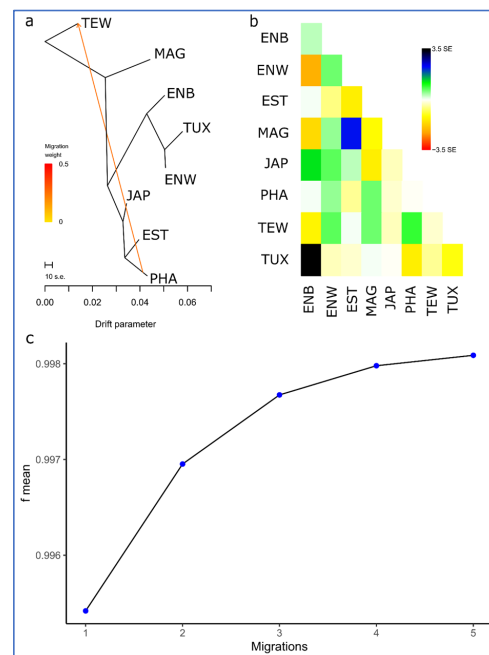 a
TEW
MAG
ENB
TUX
ENW
JAP
EST
PHA
Migration
weight
0.5
0
10 s.e.
0.00 0.02 0.04 0.06
Drift parameter
b
ENB
ENW
EST
MAG
JAP
PHA
TEW
TUX
3.5 SE
−3.5 SE
ENB ENW EST MAG JAP PHA TEW TUX
c
0.998
0.997
0.996
f mean
1 2 3 4 5
Migrations